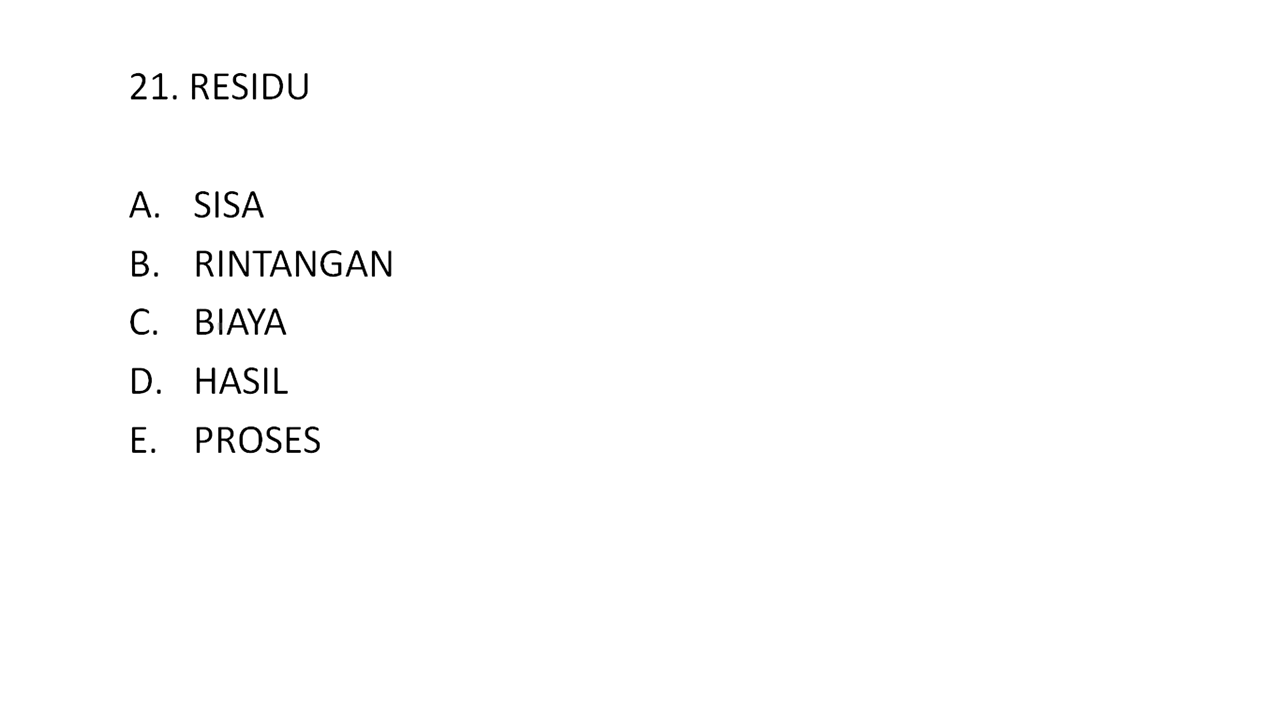 21. RESIDU
A. SISA
B. RINTANGAN
C. BIAYA
D. HASIL
E. PROSES